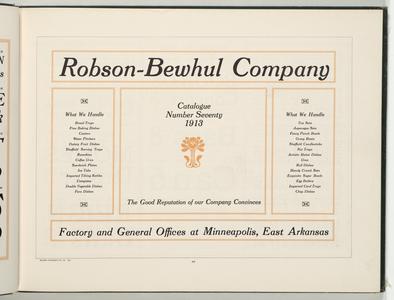 Robson-Bewhul Company
What We Handle
Bread Trays
Fine Baking Dishes
Casters
Water Pitchers
Fancy Fruit Dishes
Sheffield Serving Trays
Ramekins
Coffee Urns
Sandwich Plates
Ice Tubs
Imported Tilting Kettles
Compotes
Double Vegetable Dishes
Fern Dishes
Catalogue
Number Seventy
1913
The Good Reputation of our Company Convinces
What We Handle
Tea Sets
Asparagus Sets
Fancy Punch Bowls
Gravy Boats
Sheffield Candlesticks
Nut Trays
Artistic Butter Dishes
Urns
Roll Dishes
Handy Crumb Sets
Exquisite Sugar Bowls
Egg Boilers
Imported Card Trays
Chop Dishes
Factory and General Offices at Minneapolis, East Arkansas